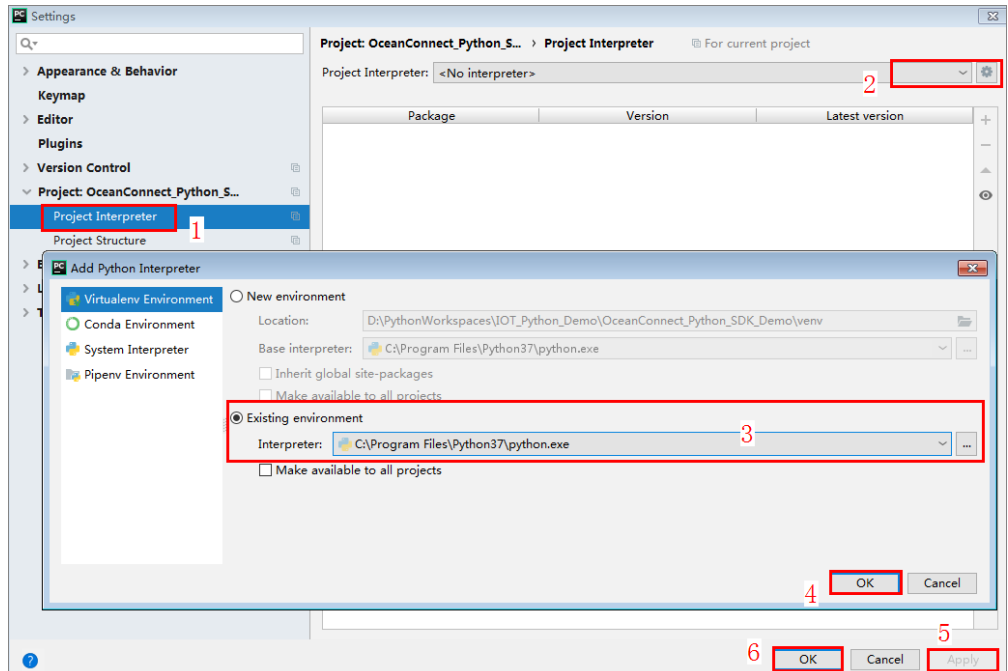 PC Settings
Project: OceanConnect_Python_S... › Project Interpreter For current project
Appearance & Behavior
Project Interpreter: <No interpreter>
2
Keymap
Editor
Package Version Latest version
Plugins
Version Control
Project: OceanConnect_Python_S...
Project Interpreter
1
Project Structure
E
L
T
PC Add Python Interpreter
Virtualenv Environment
Conda Environment
System Interpreter
Pipenv Environment
New environment
Location: D:\PythonWorkspaces\IOT_Python_Demo\OceanConnect_Python_SDK_Demo\venv
Base interpreter: C:\Program Files\Python37\python.exe ...
Inherit global site-packages
Make available to all projects
Existing environment
Interpreter: C:\Program Files\Python37\python.exe ...
3
Make available to all projects
4
OK Cancel
5
6
? OK Cancel Apply